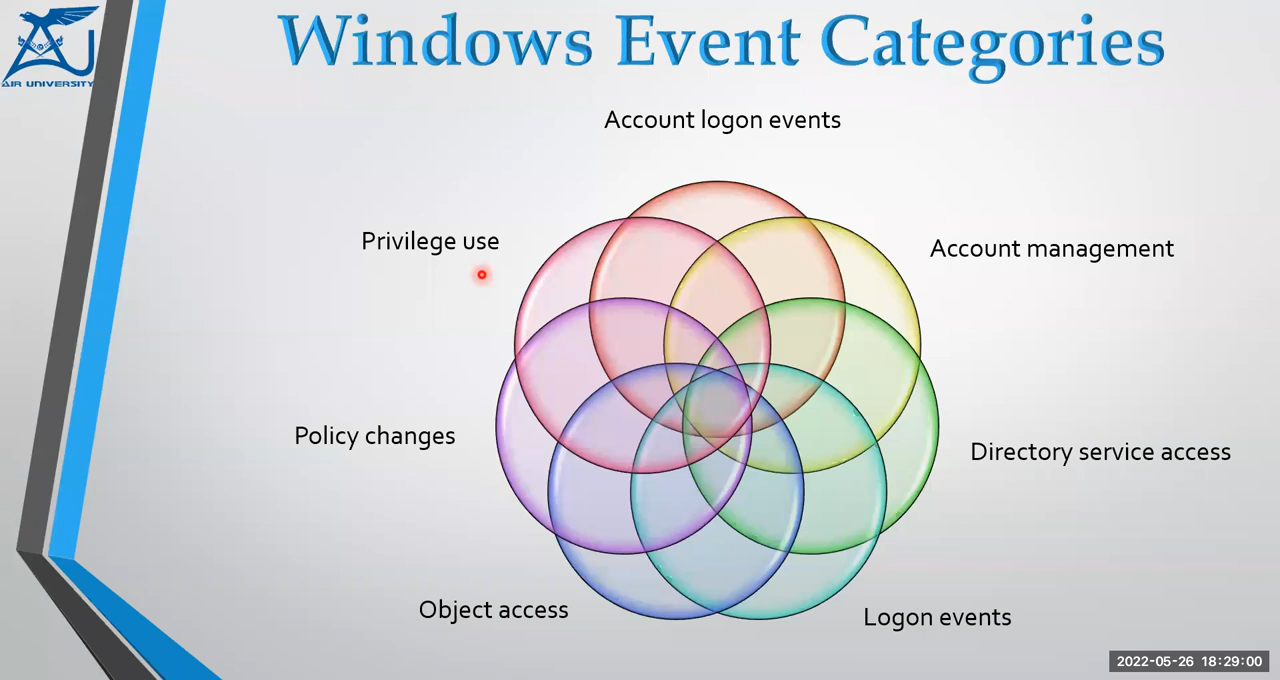 Windows Event Categories
AIR UNIVERSITY
Account logon events
Privilege use
Account management
Policy changes
Directory service access
Object access
Logon events
2022-05-26 18:29:00